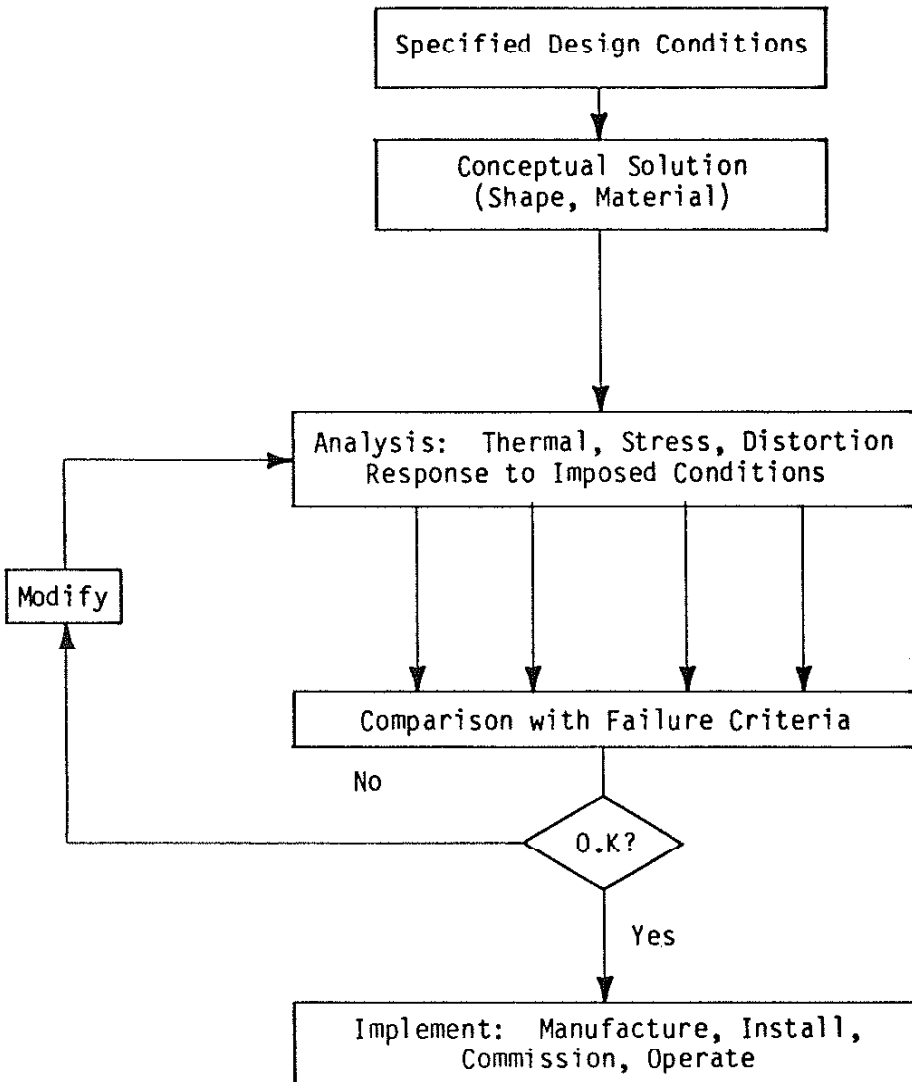 Specified Design Conditions
Conceptual Solution
(Shape, Material)
Analysis: Thermal, Stress, Distortion
Response to Imposed Conditions
Modify
Comparison with Failure Criteria
No
O.K?
Yes
Implement: Manufacture, Install,
Commission, Operate